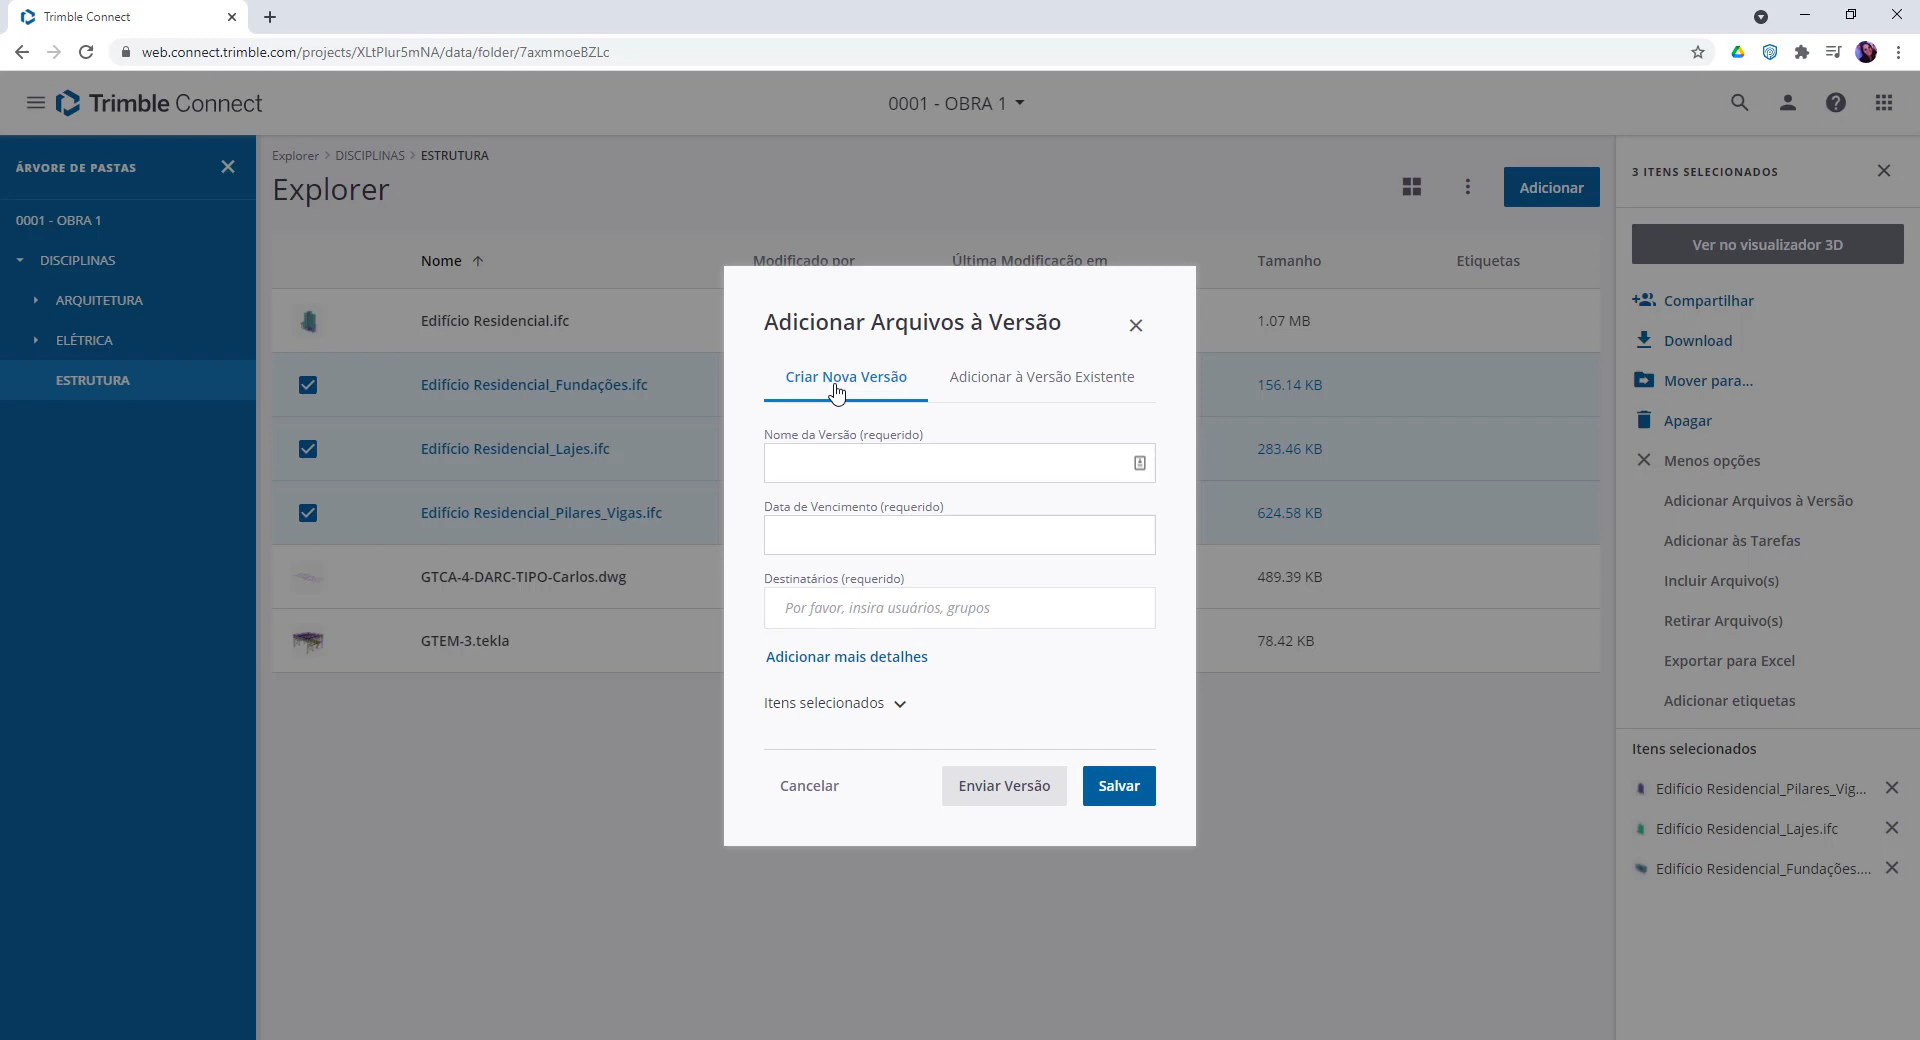 Trimble Connect
web.connect.trimble.com/projects/XLtPIur5mNA/data/folder/7axmmoeBZLc
Trimble Connect
0001 - OBRA 1
ÁRVORE DE PASTAS
0001 - OBRA 1
DISCIPLINAS
ARQUITETURA
ELÉTRICA
ESTRUTURA
Explorer > DISCIPLINAS > ESTRUTURA
Explorer
Adicionar
Nome Modificado por Última Modificação em Tamanho Etiquetas
Edifício Residencial.ifc 1.07 MB
Edifício Residencial_Fundações.ifc 156.14 KB
Edifício Residencial_Lajes.ifc 283.46 KB
Edifício Residencial_Pilares_Vigas.ifc 624.58 KB
GTCA-4-DARC-TIPO-Carlos.dwg 489.39 KB
GTEM-3.tekla 78.42 KB
Adicionar Arquivos à Versão
Criar Nova Versão Adicionar à Versão Existente
Nome da Versão (requerido)
Data de Vencimento (requerido)
Destinatários (requerido)
Por favor, insira usuários, grupos
Adicionar mais detalhes
Itens selecionados
Cancelar Enviar Versão Salvar
3 ITENS SELECIONADOS
Ver no visualizador 3D
Compartilhar
Download
Mover para...
Apagar
Menos opções
Adicionar Arquivos à Versão
Adicionar às Tarefas
Incluir Arquivo(s)
Retirar Arquivo(s)
Exportar para Excel
Adicionar etiquetas
Itens selecionados
Edifício Residencial_Pilares_Vig...
Edifício Residencial_Lajes.ifc
Edifício Residencial_Fundações....